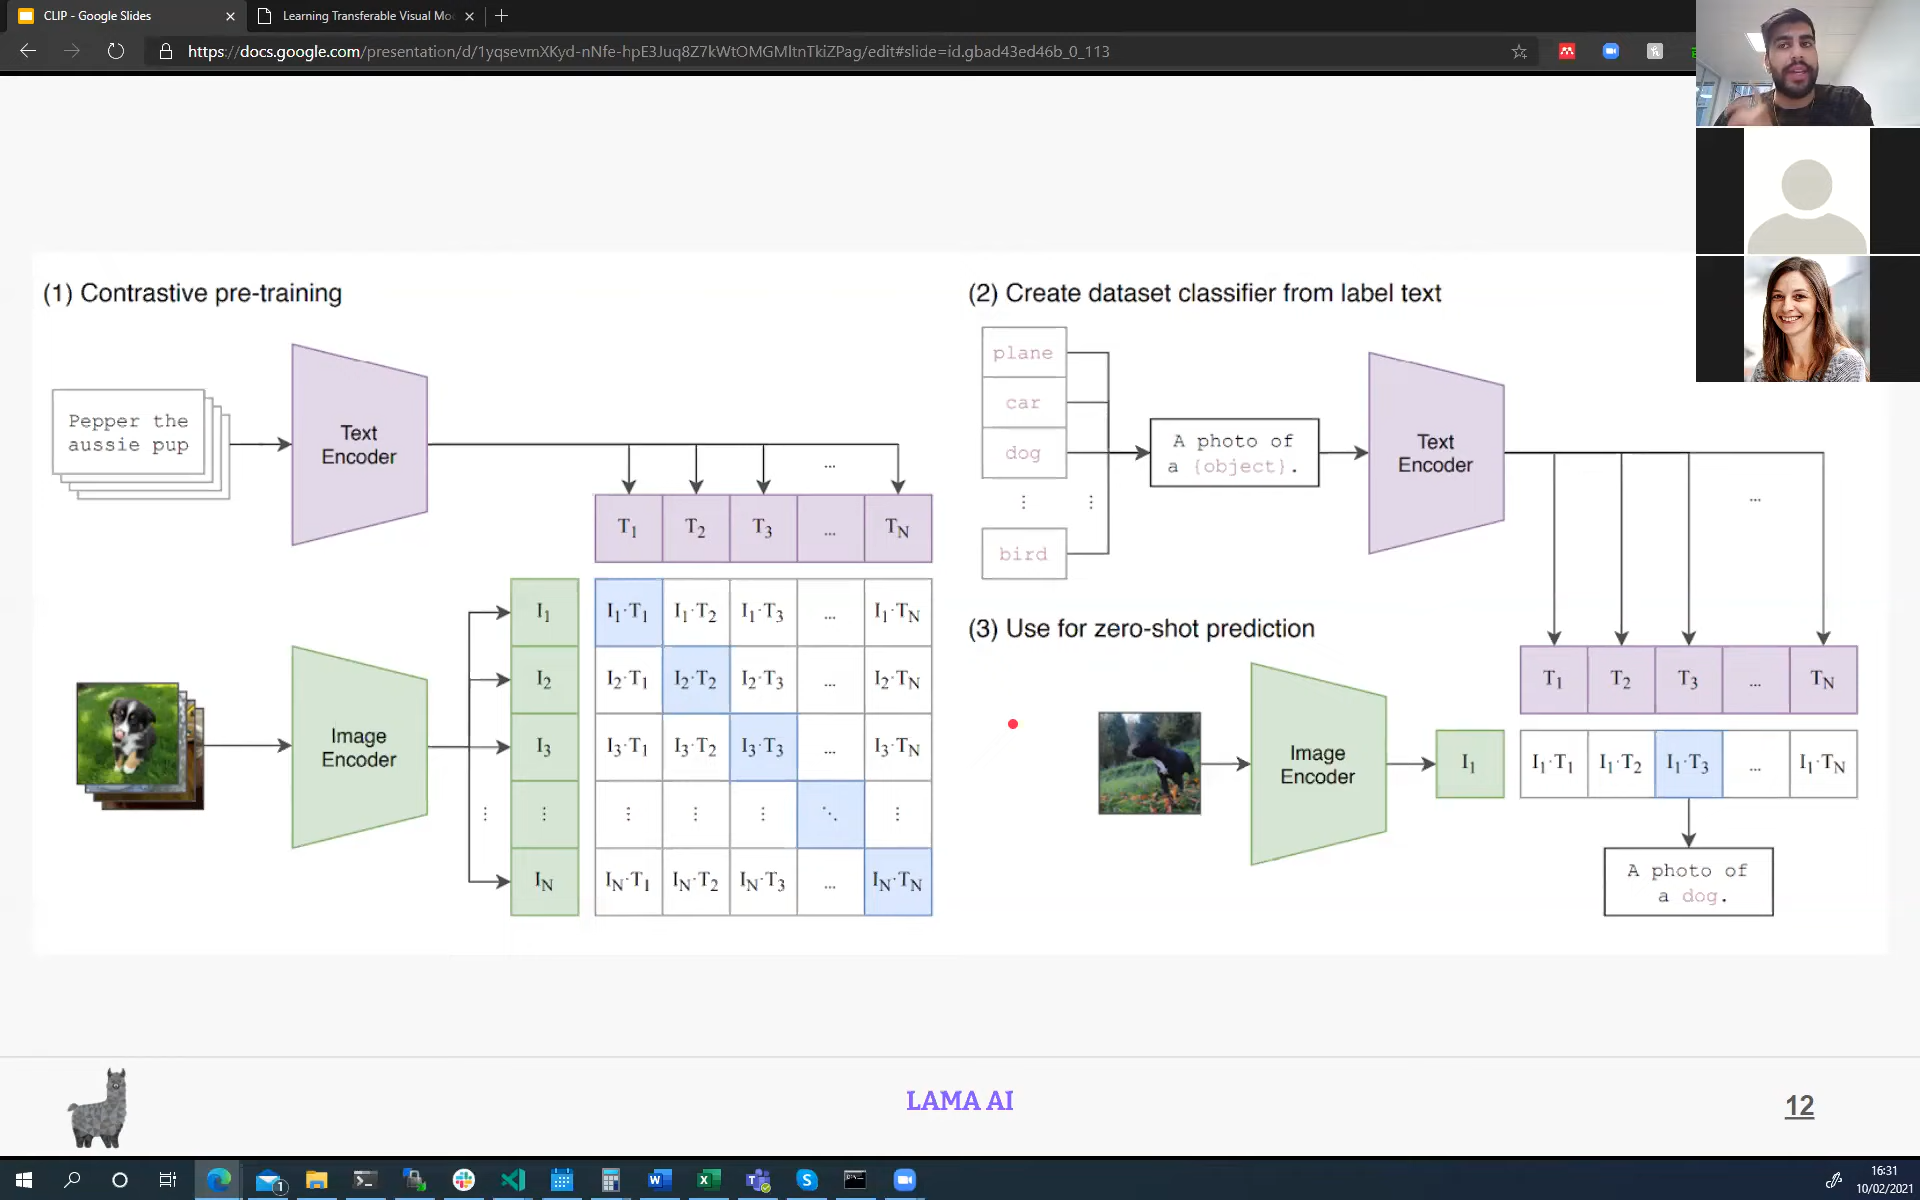 CLIP - Google Slides
Learning Transferable Visual Mo
https://docs.google.com/presentation/d/1yqsevmXKyd-nNfe-hpE3Juq8Z7kWtOMGMltnTkiZPag/edit#slide=id.gbad43ed46b_0_113
(1) Contrastive pre-training
Pepper the
aussie pup
Text
Encoder
...
T1 T2 T3 ... TN
Image
Encoder
⋮
I1 I1·T1 I1·T2 I1·T3 ... I1·TN
I2 I2·T1 I2·T2 I2·T3 ... I2·TN
I3 I3·T1 I3·T2 I3·T3 ... I3·TN
⋮ ⋮ ⋮ ⋮ ⋱ ⋮
IN IN·T1 IN·T2 IN·T3 ... IN·TN
(2) Create dataset classifier from label text
plane
car
dog
⋮ ⋮
bird
A photo of
a {object}.
Text
Encoder
...
(3) Use for zero-shot prediction
T1 T2 T3 ... TN
Image
Encoder
I1 I1·T1 I1·T2 I1·T3 ... I1·TN
A photo of
a dog.
LAMA AI
12
1
16:31
10/02/2021